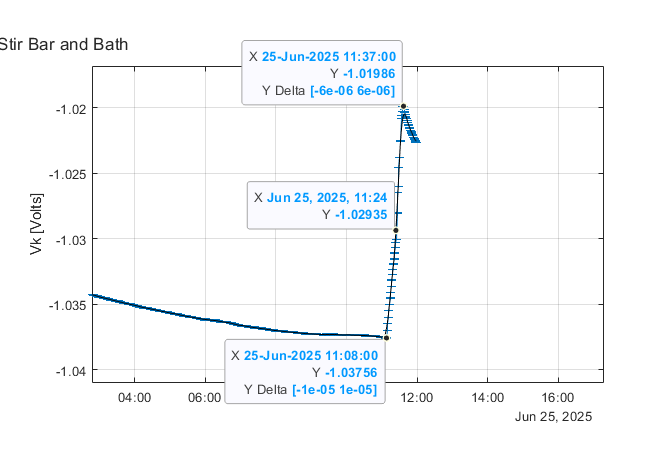 Stir Bar and Bath
X 25-Jun-2025 11:37:00
Y -1.01986
Y Delta [-6e-06 6e-06]
-1.02
-1.025
X Jun 25, 2025, 11:24
Y -1.02935
Vk [Volts]
-1.03
-1.035
X 25-Jun-2025 11:08:00
Y -1.03756
Y Delta [-1e-05 1e-05]
-1.04
04:00
06:00
12:00
14:00
16:00
Jun 25, 2025